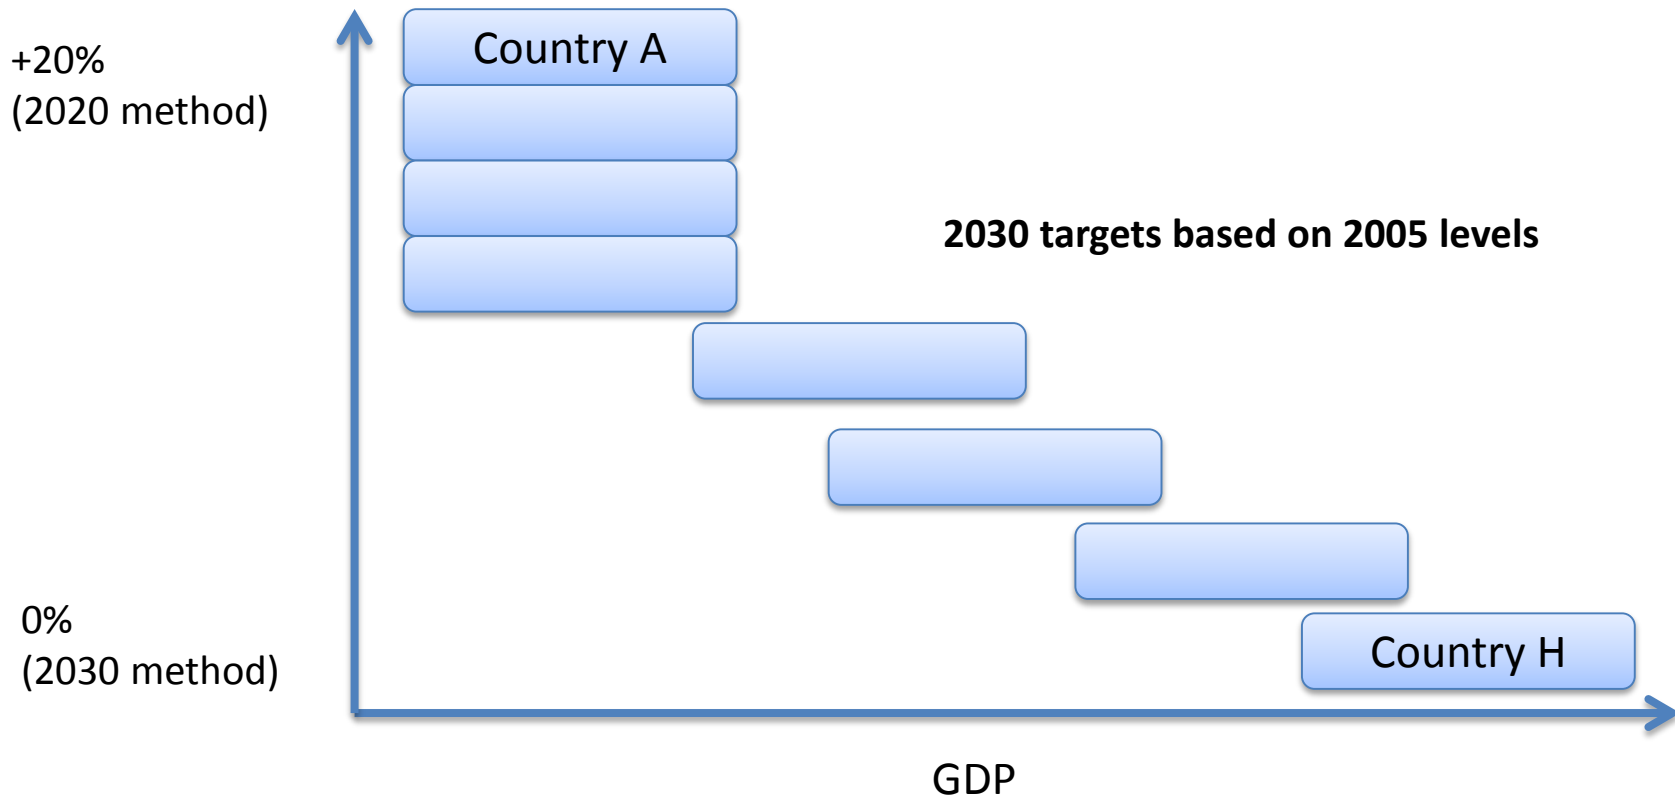 +20%
(2020 method)
Country A
2030 targets based on 2005 levels
0%
(2030 method)
Country H
GDP